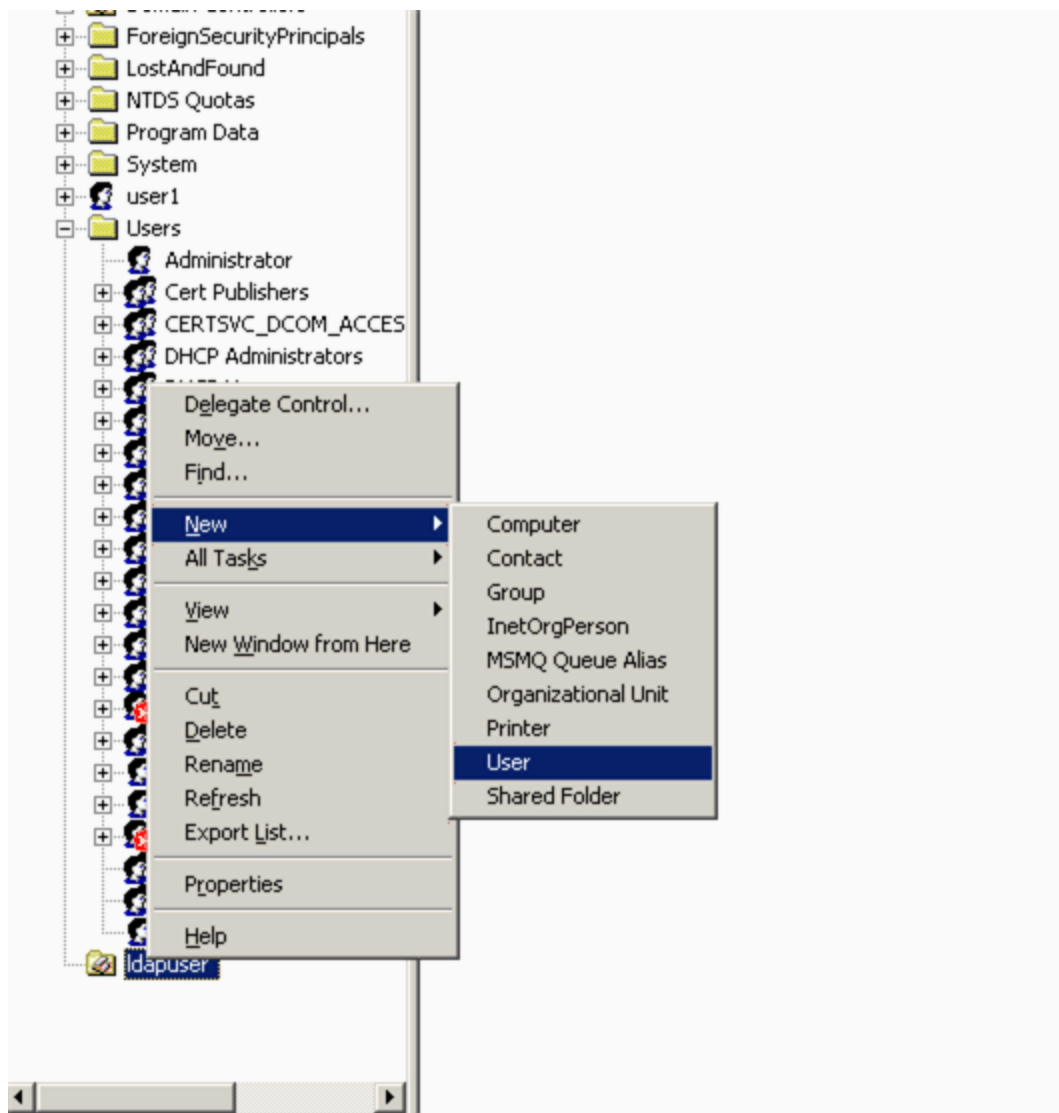 Domain Controllers
ForeignSecurityPrincipals
LostAndFound
NTDS Quotas
Program Data
System
user1
Users
Administrator
Cert Publishers
CERTSVC_DCOM_ACCES
DHCP Administrators
Delegate Control...
Move...
Find...
New
All Tasks
View
New Window from Here
Cut
Delete
Rename
Refresh
Export List...
Properties
Help
Computer
Contact
Group
InetOrgPerson
MSMQ Queue Alias
Organizational Unit
Printer
User
Shared Folder
ldapuser